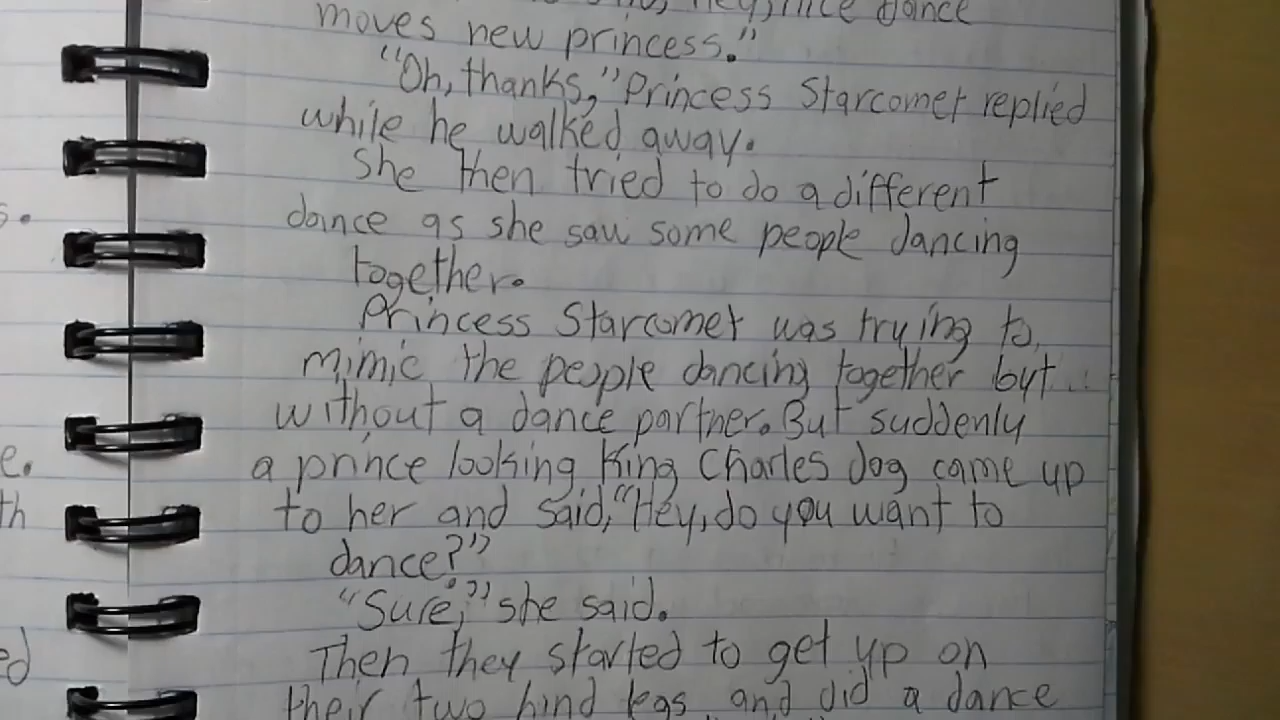 nice dance
moves new princess."
"Oh, thanks," Princess Starcomet replied
while he walked away.
She then tried to do a different
s.
dance as she saw some people dancing
together.
Princess Starcomet was trying to
mimic the people dancing together but
without a dance partner. But suddenly
e.
a prince looking King Charles dog came up
th
to her and said, "Hey, do you want to
dance?"
"Sure," she said.
ed
Then they started to get up on
their two hind legs and did a dance